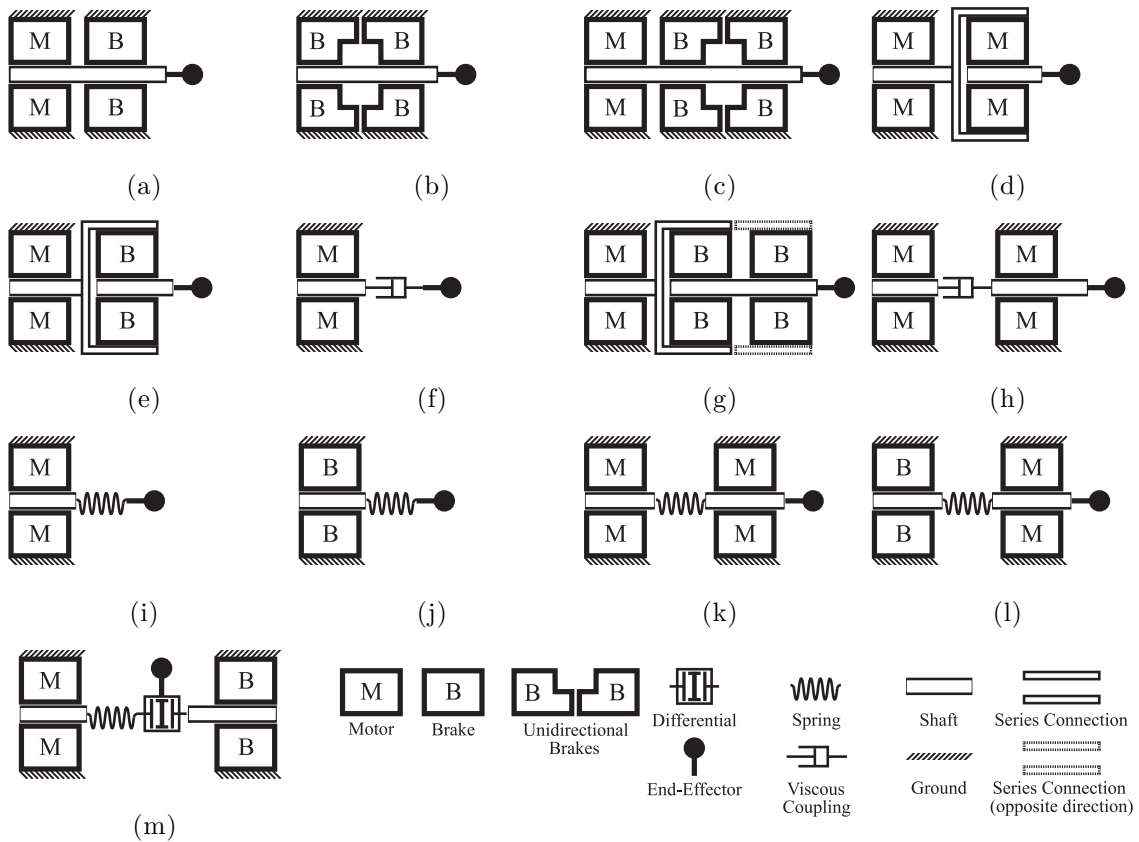 M B B B M B B M M
M B B B M B B M M
(a) (b) (c) (d)
M B M M B B M M
M B M M B B M M
(e) (f) (g) (h)
M B M M B M
M B M M B M
(i) (j) (k) (l)
M B
M B
(m)
M B B B
Motor Brake Unidirectional
Brakes
Differential Spring Shaft Series Connection
End-Effector Viscous
Coupling
Ground Series Connection
(opposite direction)